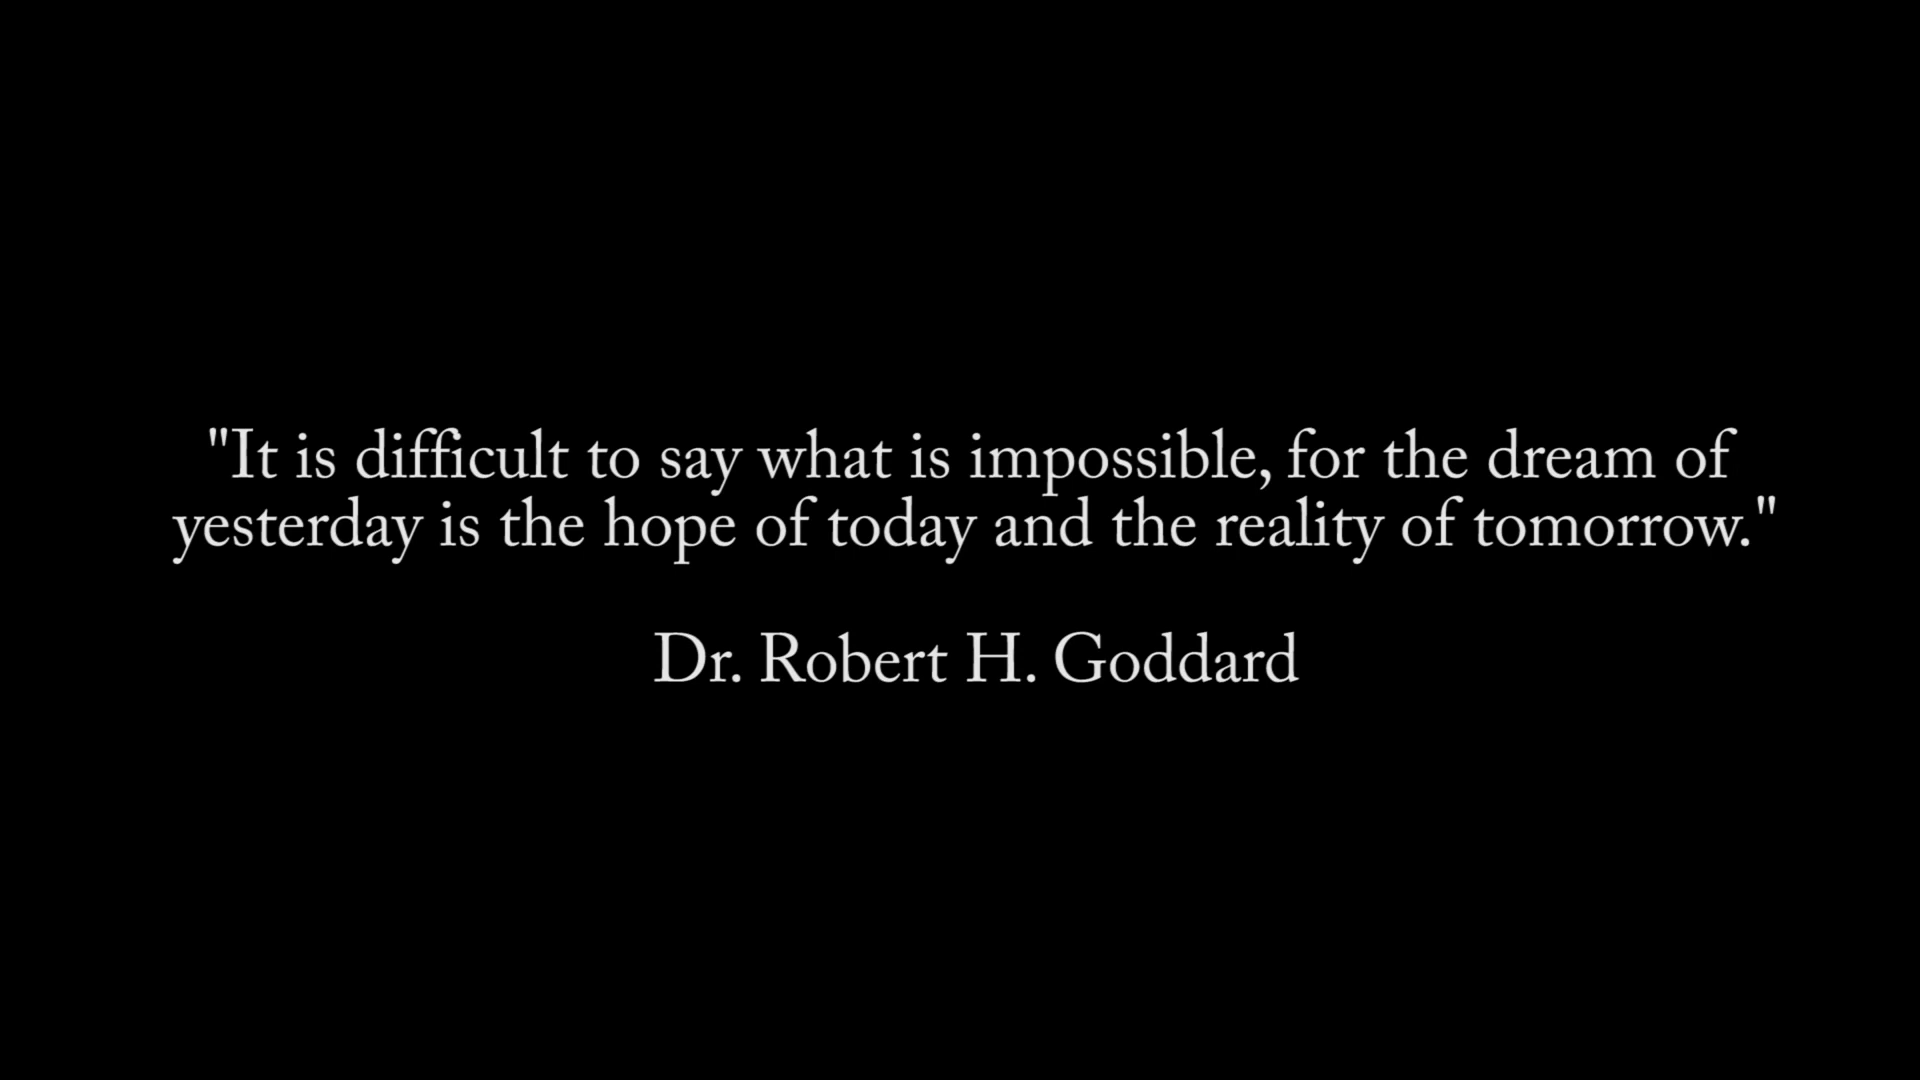 "It is difficult to say what is impossible, for the dream of
yesterday is the hope of today and the reality of tomorrow."
Dr. Robert H. Goddard